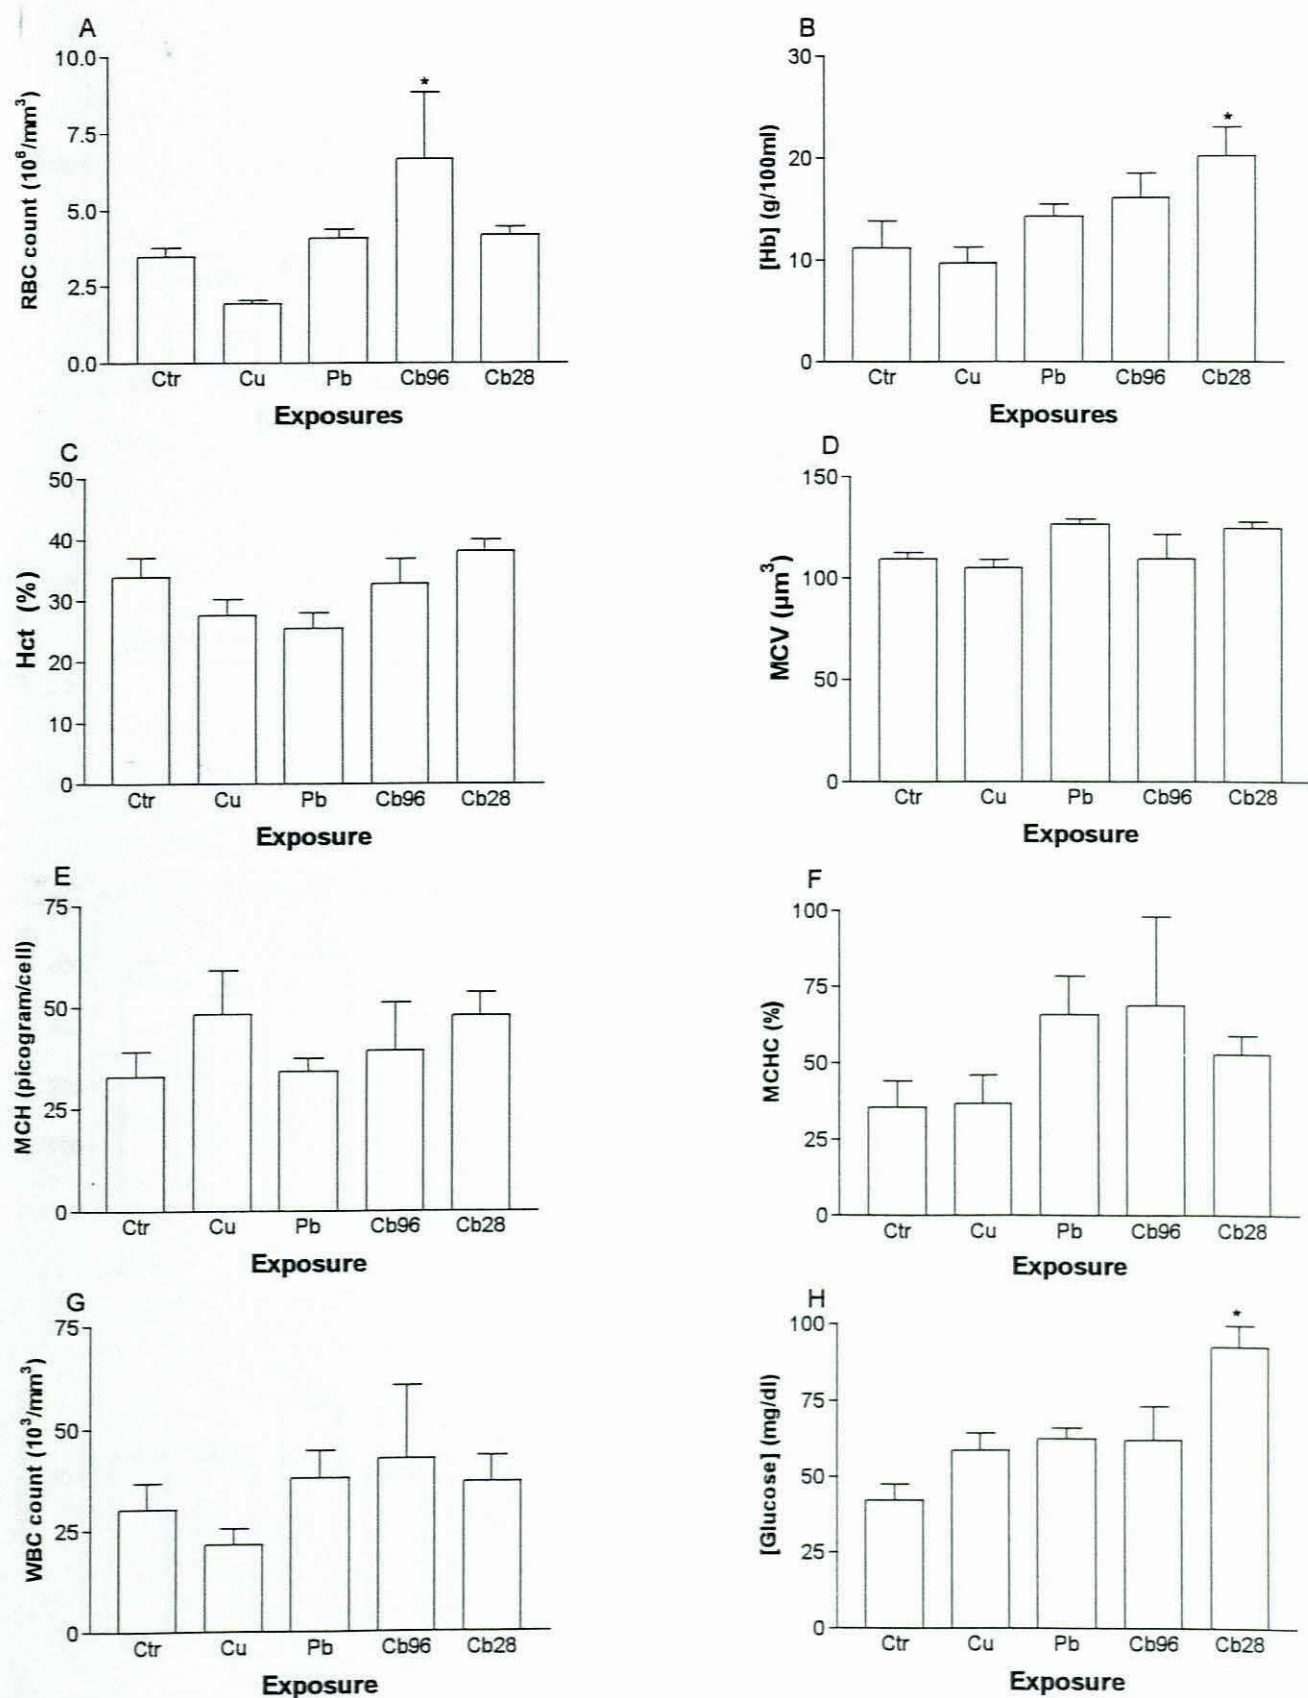 A
RBC count (10⁶/mm³)
10.0
7.5
5.0
2.5
0.0
*
Ctr Cu Pb Cb96 Cb28
Exposures
B
[Hb] (g/100ml)
30
20
10
0
*
Ctr Cu Pb Cb96 Cb28
Exposures
C
Hct (%)
50
40
30
20
10
0
Ctr Cu Pb Cb96 Cb28
Exposure
D
MCV (µm³)
150
100
50
0
Ctr Cu Pb Cb96 Cb28
Exposure
E
MCH (picogram/cell)
75
50
25
0
Ctr Cu Pb Cb96 Cb28
Exposure
F
MCHC (%)
100
75
50
25
0
Ctr Cu Pb Cb96 Cb28
Exposure
G
WBC count (10³/mm³)
75
50
25
0
Ctr Cu Pb Cb96 Cb28
Exposure
H
[Glucose] (mg/dl)
100
75
50
25
0
*
Ctr Cu Pb Cb96 Cb28
Exposure